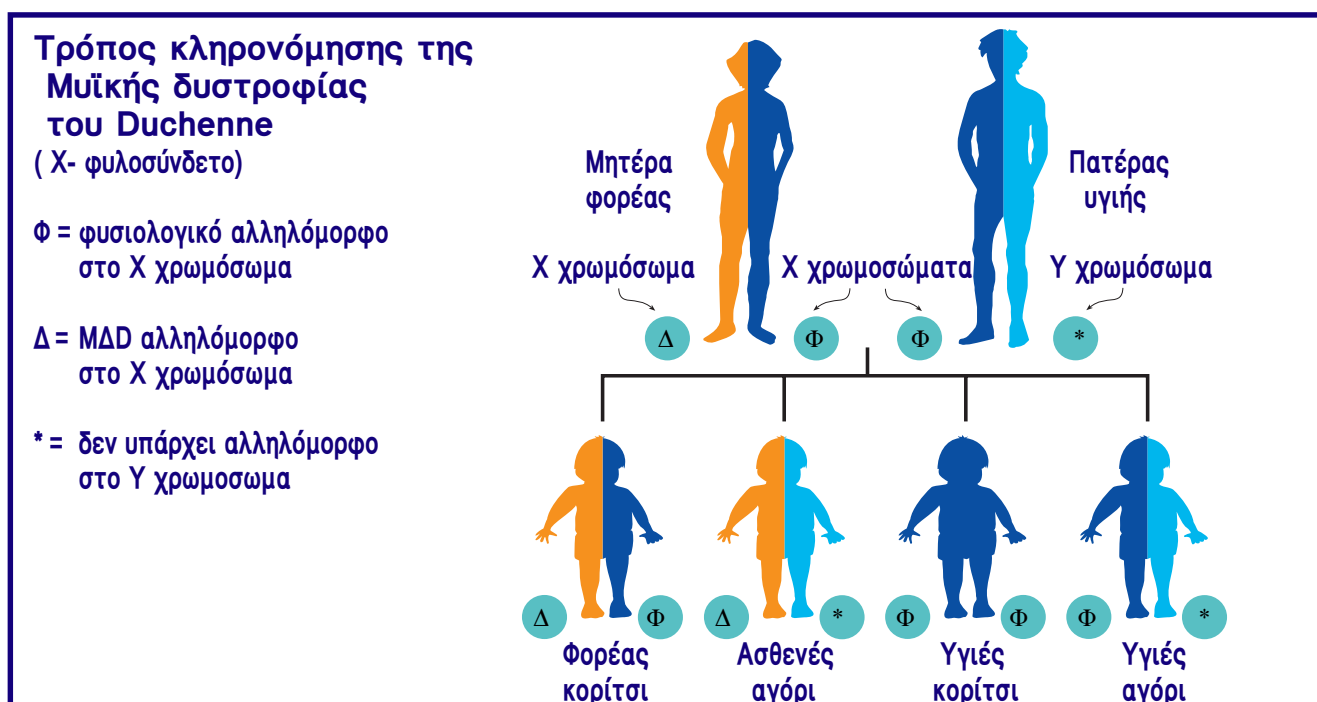 Τρόπος κληρονόμησης της
Μυϊκής δυστροφίας
του Duchenne
( Χ- φυλοσύνδετο)
Φ = φυσιολογικό αλληλόμορφο
στο Χ χρωμόσωμα
Δ = ΜΔD αλληλόμορφο
στο Χ χρωμόσωμα
* = δεν υπάρχει αλληλόμορφο
στο Υ χρωμοσωμα
Μητέρα
φορέας
Πατέρας
υγιής
Χ χρωμόσωμα
Χ χρωμοσώματα
Υ χρωμόσωμα
Δ
Φ
Φ
*
Δ
Φ
Δ
*
Φ
Φ
Φ
*
Φορέας
κορίτσι
Ασθενές
αγόρι
Υγιές
κορίτσι
Υγιές
αγόρι